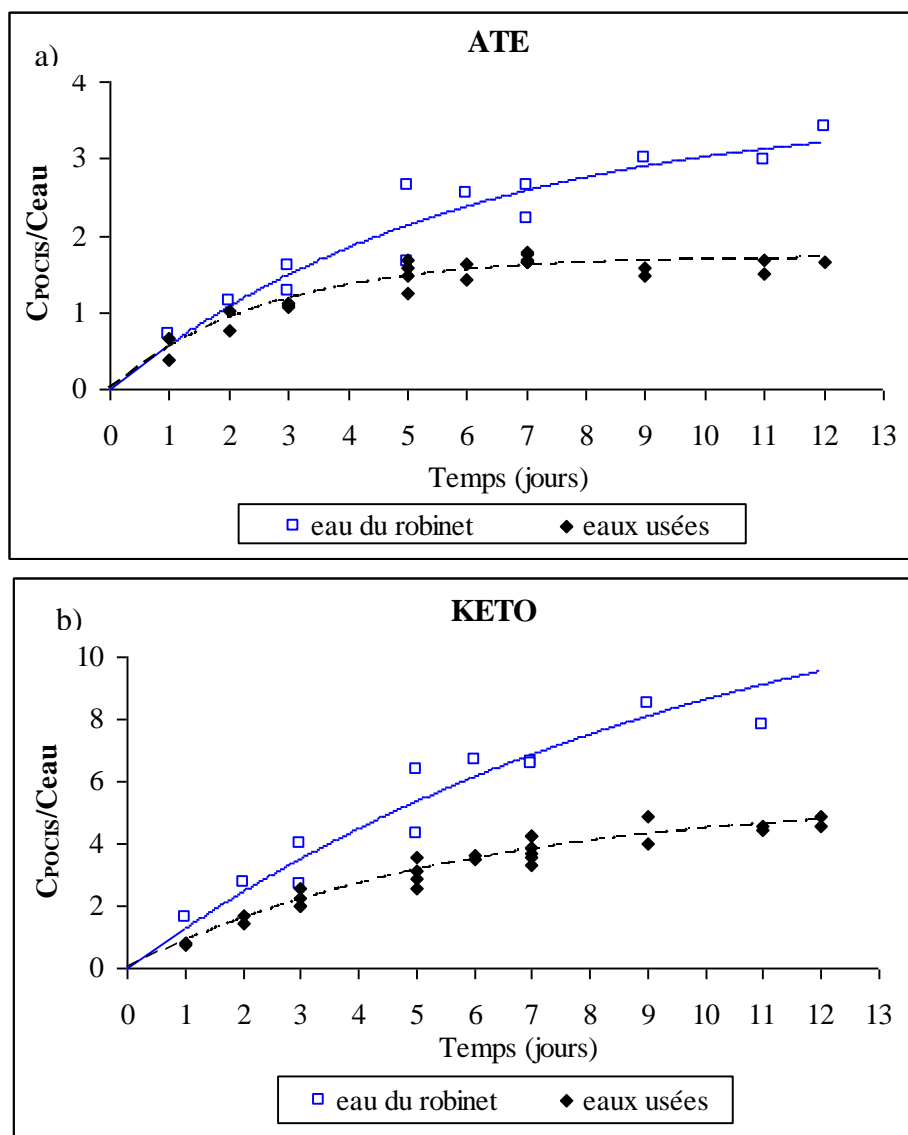 a)
ATE
4
3
2
1
0
C_POCIS/Ceau
0 1 2 3 4 5 6 7 8 9 10 11 12 13
Temps (jours)
eau du robinet eaux usées
b)
KETO
10
8
6
4
2
0
C_POCIS/Ceau
0 1 2 3 4 5 6 7 8 9 10 11 12 13
Temps (jours)
eau du robinet eaux usées